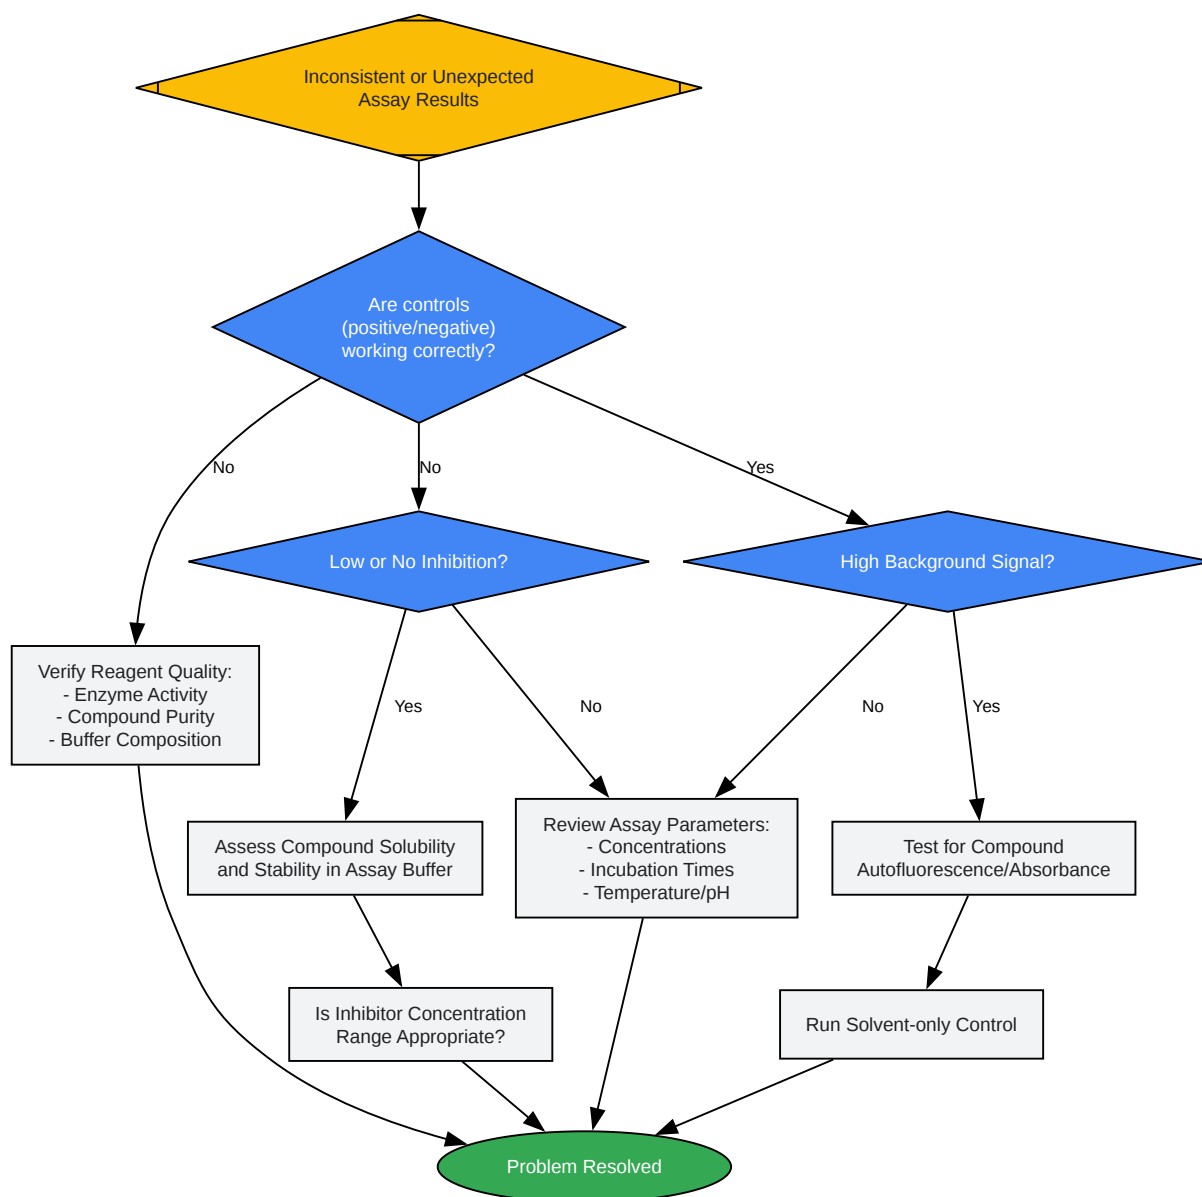 Inconsistent or Unexpected
Assay Results
Are controls
(positive/negative)
working correctly?
No
No
Yes
Low or No Inhibition?
High Background Signal?
Verify Reagent Quality:
- Enzyme Activity
- Compound Purity
- Buffer Composition
Yes
No
No
Yes
Assess Compound Solubility
and Stability in Assay Buffer
Review Assay Parameters:
- Concentrations
- Incubation Times
- Temperature/pH
Test for Compound
Autofluorescence/Absorbance
Is Inhibitor Concentration
Range Appropriate?
Run Solvent-only Control
Problem Resolved